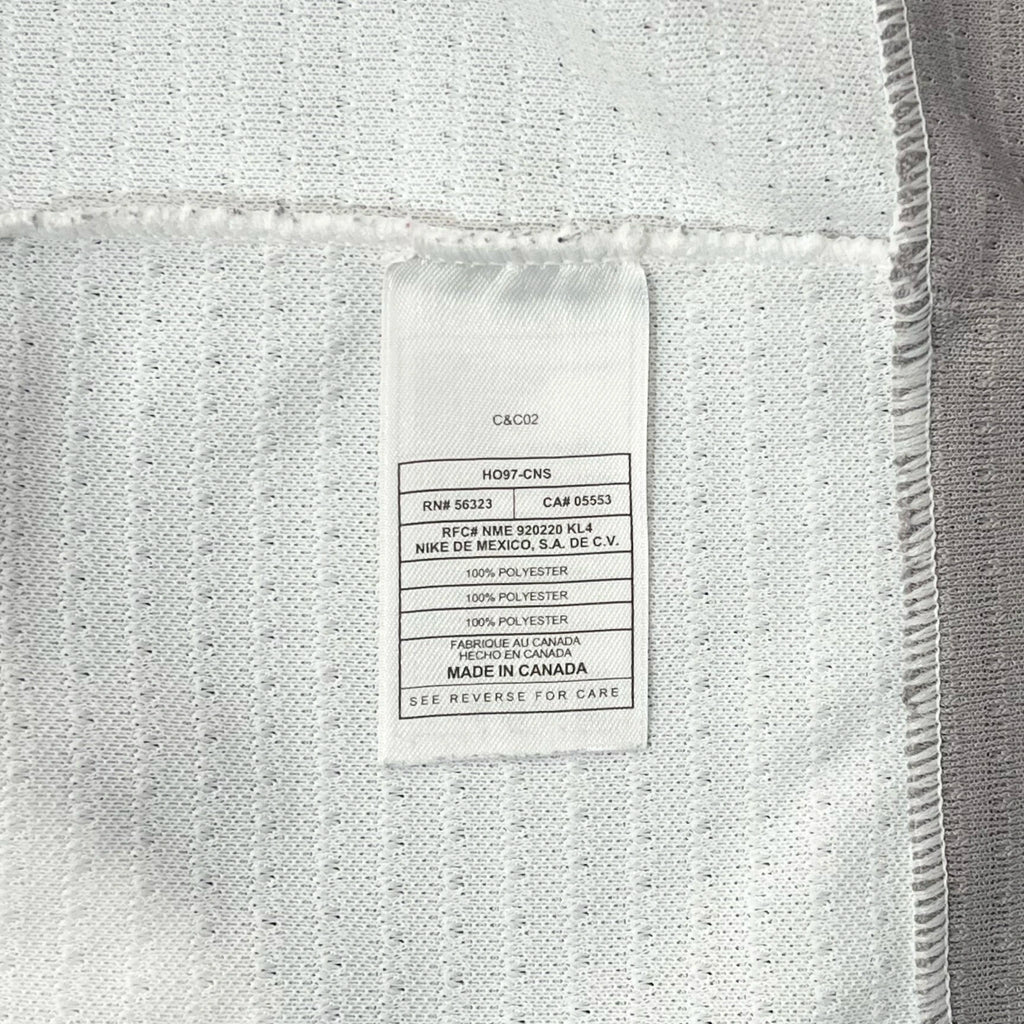 C&C02
HO97-CNS
RN# 56323 CA# 05553
RFC# NME 920220 KL4
NIKE DE MEXICO, S.A. DE C.V.
100% POLYESTER
100% POLYESTER
100% POLYESTER
FABRIQUE AU CANADA
HECHO EN CANADA
MADE IN CANADA
SEE REVERSE FOR CARE